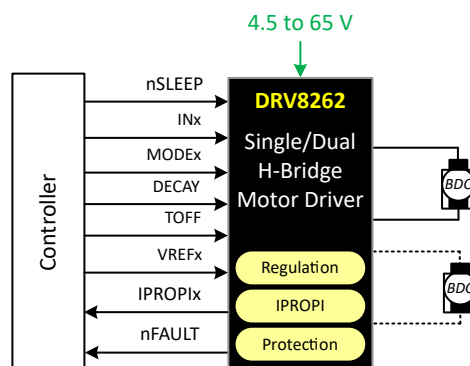 4.5 to 65 V
Controller
nSLEEP
INx
MODEx
DECAY
TOFF
VREFx
IPROPIx
nFAULT
DRV8262
Single/Dual
H-Bridge
Motor Driver
Regulation
IPROPI
Protection
BDC
BDC